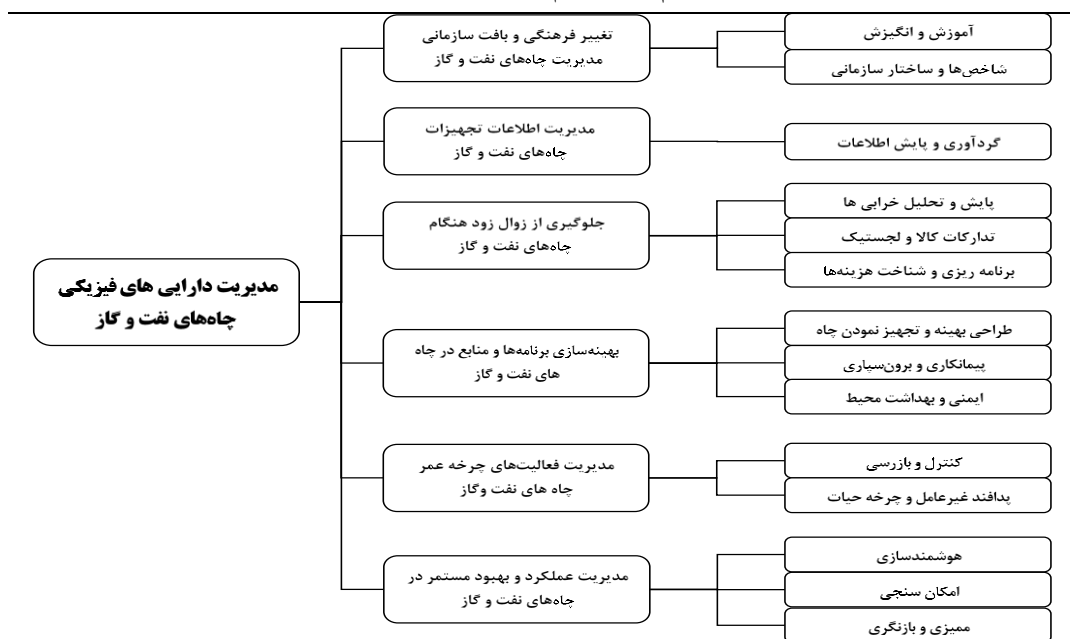 مدیریت دارایی های فیزیکی
چاه‌های نفت و گاز
تغییر فرهنگی و بافت سازمانی
مدیریت چاه‌های نفت و گاز
آموزش و انگیزش
شاخص‌ها و ساختار سازمانی
مدیریت اطلاعات تجهیزات
چاه‌های نفت و گاز
گردآوری و پایش اطلاعات
جلوگیری از زوال زود هنگام
چاه‌های نفت و گاز
پایش و تحلیل خرابی ها
تدارکات کالا و لجستیک
برنامه ریزی و شناخت هزینه‌ها
بهینه‌سازی برنامه‌ها و منابع در چاه
های نفت و گاز
طراحی بهینه و تجهیز نمودن چاه
پیمانکاری و برون‌سپاری
ایمنی و بهداشت محیط
مدیریت فعالیت‌های چرخه عمر
چاه های نفت وگاز
کنترل و بازرسی
پدافند غیرعامل و چرخه حیات
مدیریت عملکرد و بهبود مستمر در
چاه‌های نفت و گاز
هوشمندسازی
امکان سنجی
ممیزی و بازنگری